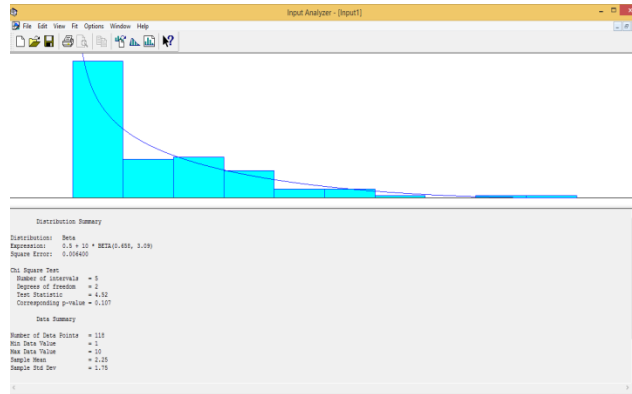 Input Analyzer - [Input1]
File Edit View Fit Options Window Help
Distribution Summary
Distribution: Beta
Expression: 0.5 + 10 * BETA(0.658, 3.09)
Square Error: 0.006400
Chi Square Test
Number of intervals = 5
Degrees of freedom = 2
Test Statistic = 4.52
Corresponding p-value = 0.107
Data Summary
Number of Data Points = 118
Min Data Value = 1
Max Data Value = 10
Sample Mean = 2.25
Sample Std Dev = 1.75